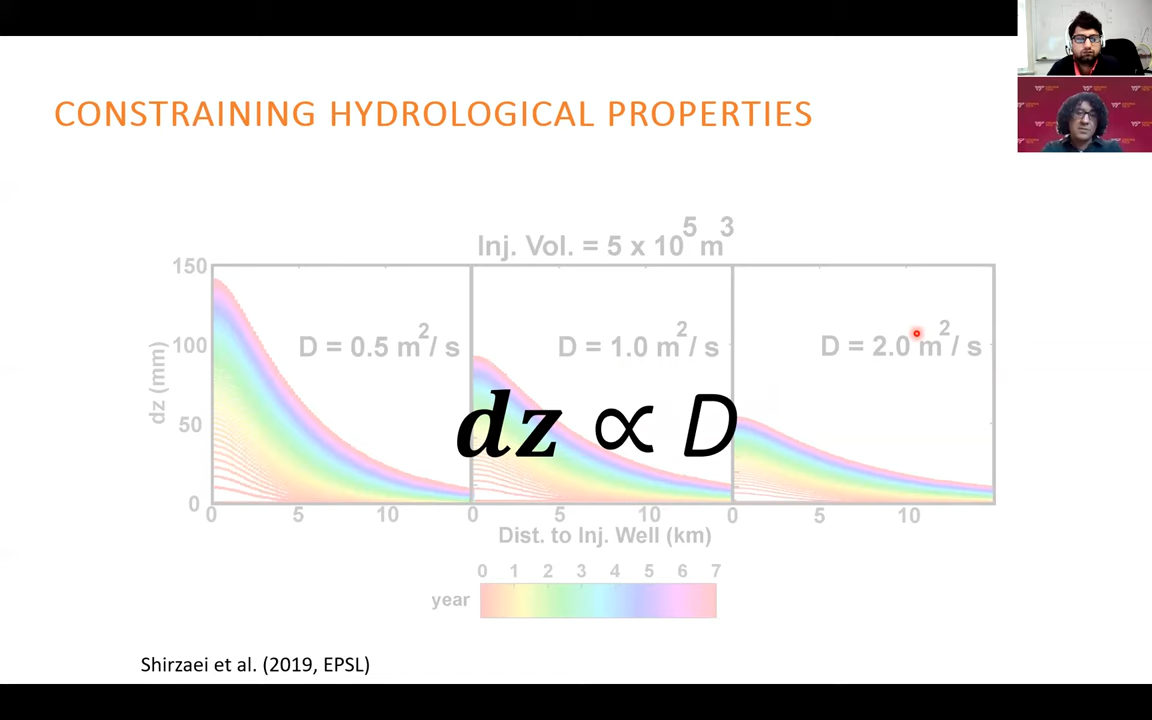 CONSTRAINING HYDROLOGICAL PROPERTIES
Inj. Vol. = 5 x 10⁵ m³
150
100
50
0
dz (mm)
D = 0.5 m²/ s
D = 1.0 m²/ s
D = 2.0 m²/ s
dz ∝ D
0 5 10 0 5 10 0 5 10
Dist. to Inj. Well (km)
0 1 2 3 4 5 6 7
year
Shirzaei et al. (2019, EPSL)